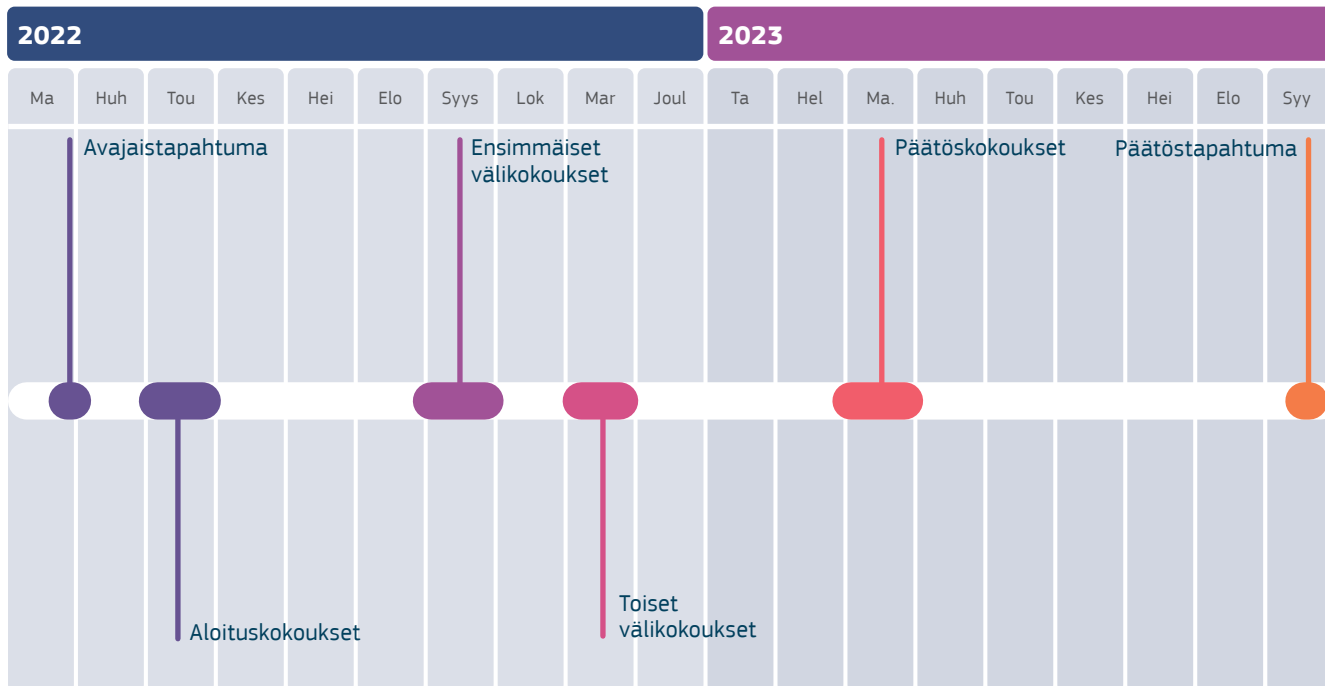 2022 2023
Ma Huh Tou Kes Hei Elo Syys Lok Mar Joul Ta Hel Ma. Huh Tou Kes Hei Elo Syy
Avajaistapahtuma
Ensimmäiset
välikokoukset
Päätöskokoukset
Päätöstapahtuma
Aloituskokoukset
Toiset
välikokoukset